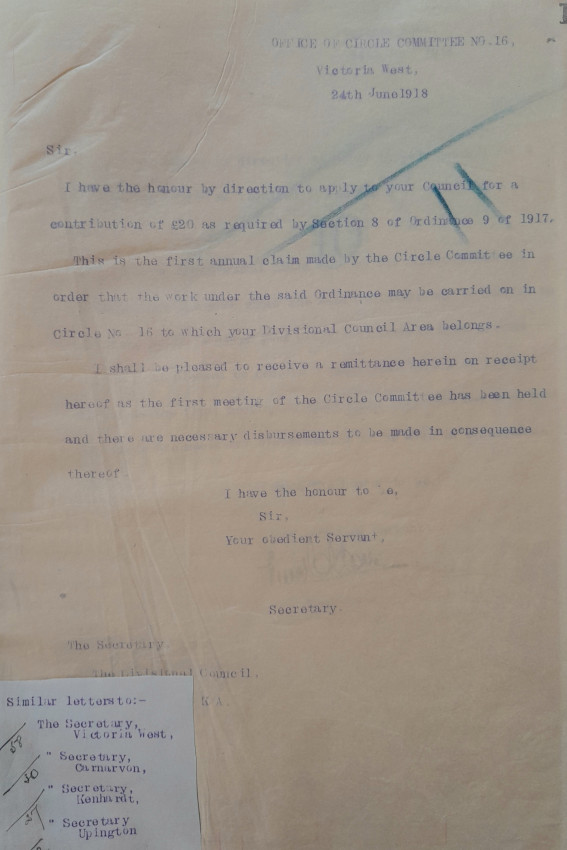 OFFICE OF CIRCLE COMMITTEE NO.16,
Victoria West,
24th June 1918
Sir.
I have the honour by direction to apply to your Council for a
contribution of £20 as required by Section 8 of Ordinance 9 of 1917.
This is the first annual claim made by the Circle Committee in
order that the work under the said Ordinance may be carried on in
Circle No. 16 to which your Divisional Council Area belongs.
I shall be pleased to receive a remittance herein on receipt
hereof as the first meeting of the Circle Committee has been held
and there are necessary disbursements to be made in consequence
thereof.
I have the honour to be,
Sir,
Your obedient Servant,
Secretary.
The Secretary.
The Divisional Council,
K A.
Similar letters to:-
The Secretary,
Victoria West,
" Secretary,
Carnarvon,
" Secretary,
Kenhardt,
" Secretary
Upington